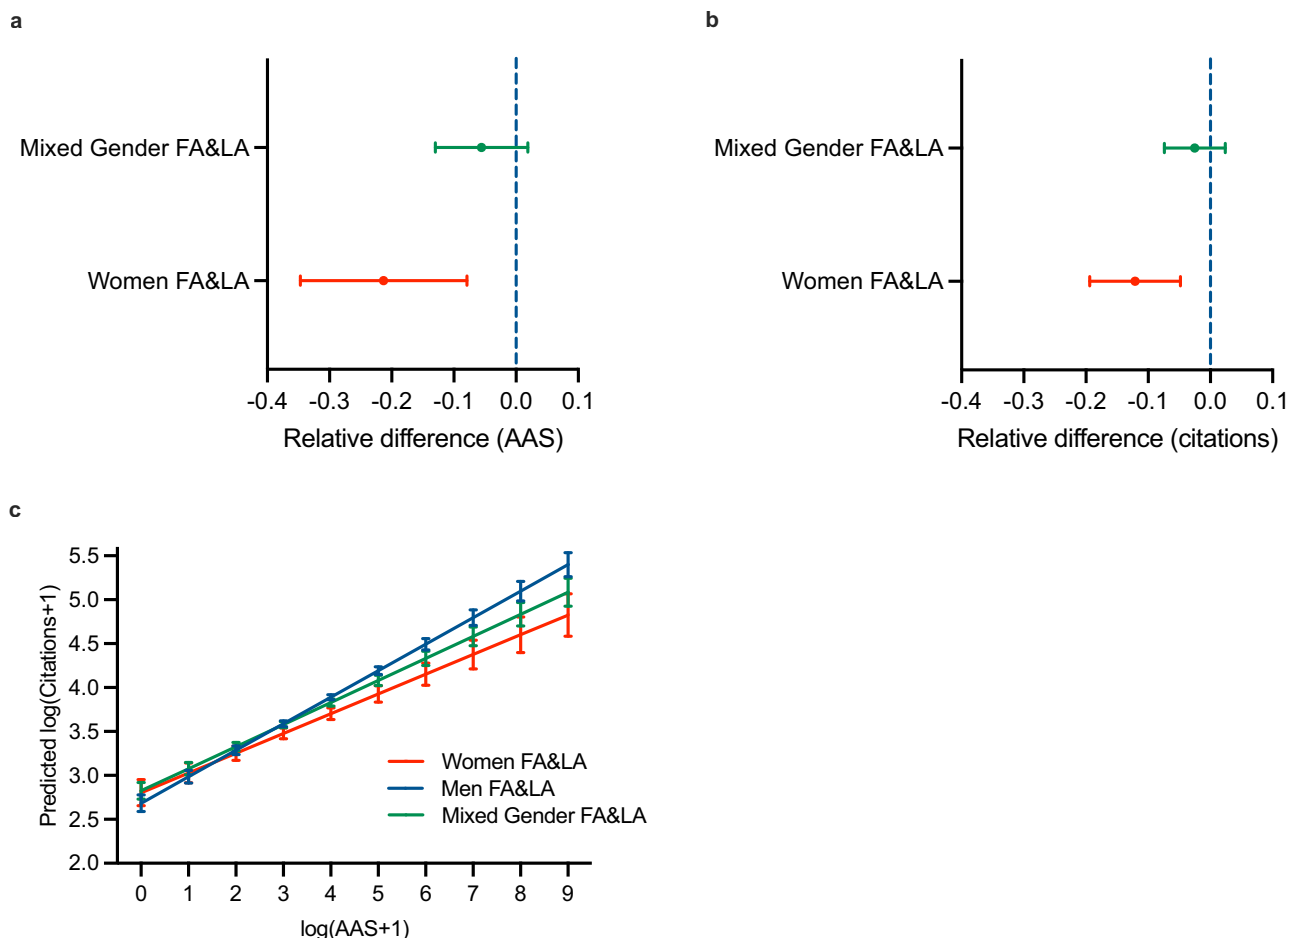 a
Mixed Gender FA&LA
Women FA&LA
-0.4 -0.3 -0.2 -0.1 0.0 0.1
Relative difference (AAS)
b
Mixed Gender FA&LA
Women FA&LA
-0.4 -0.3 -0.2 -0.1 0.0 0.1
Relative difference (citations)
c
Predicted log(Citations+1)
5.5
5.0
4.5
4.0
3.5
3.0
2.5
2.0
Women FA&LA
Men FA&LA
Mixed Gender FA&LA
0 1 2 3 4 5 6 7 8 9
log(AAS+1)